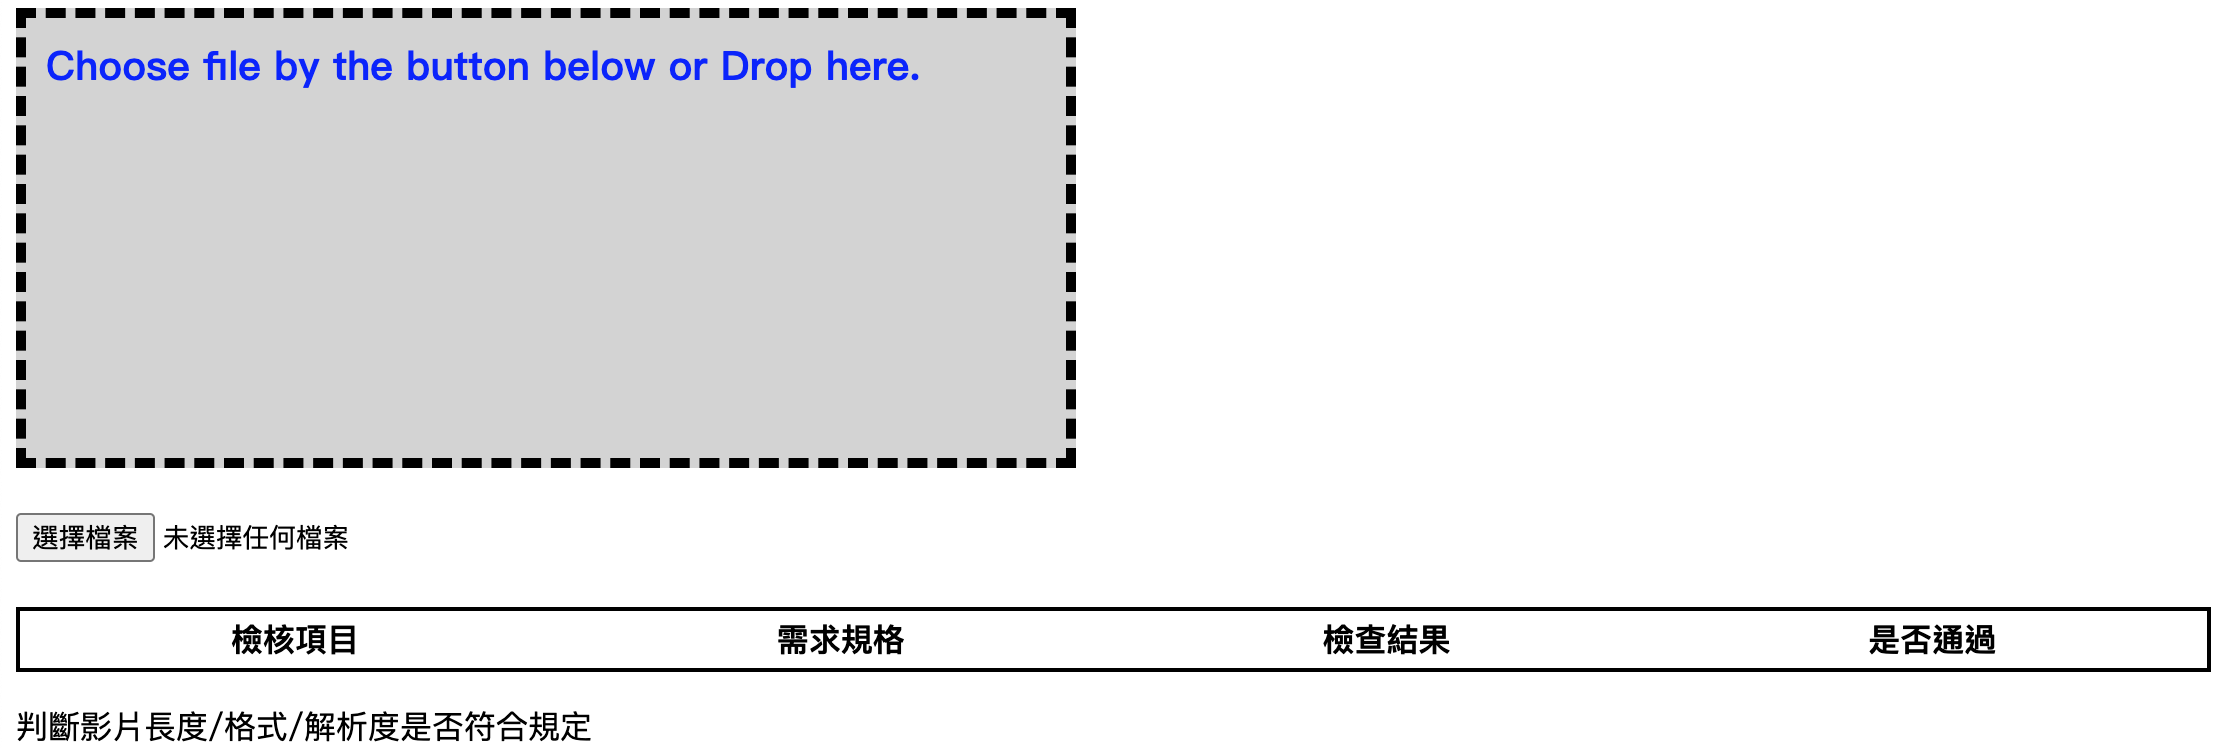 Choose file by the button below or Drop here.
選擇檔案 未選擇任何檔案
檢核項目 需求規格 檢查結果 是否通過
判斷影片長度/格式/解析度是否符合規定